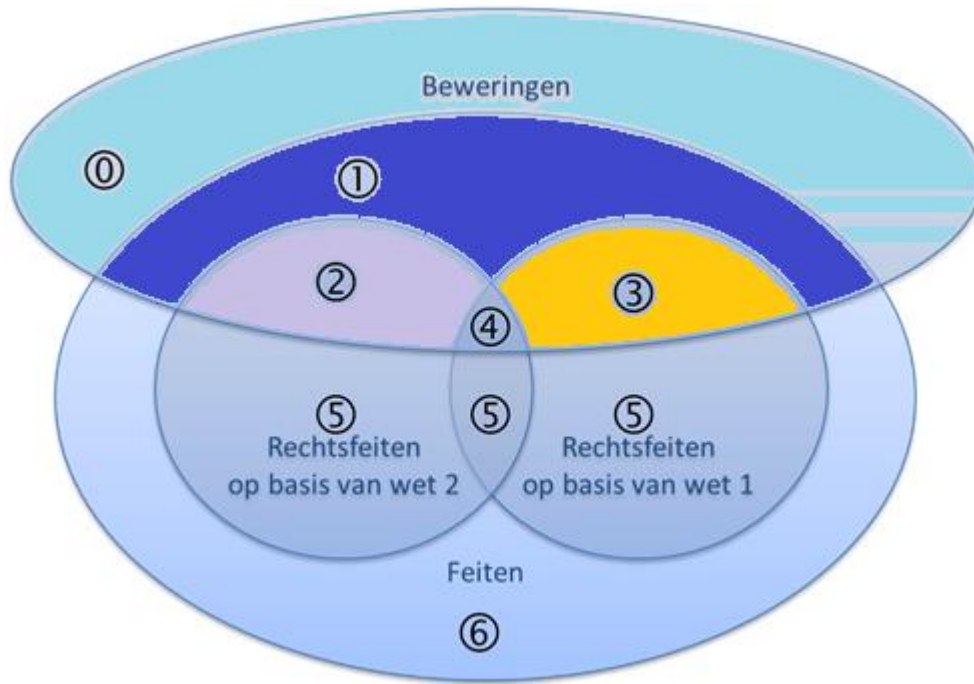 Beweringen
⓪
①
②
③
④
⑤ ⑤ ⑤
Rechtsfeiten Rechtsfeiten
op basis van wet 2 op basis van wet 1
Feiten
⑥